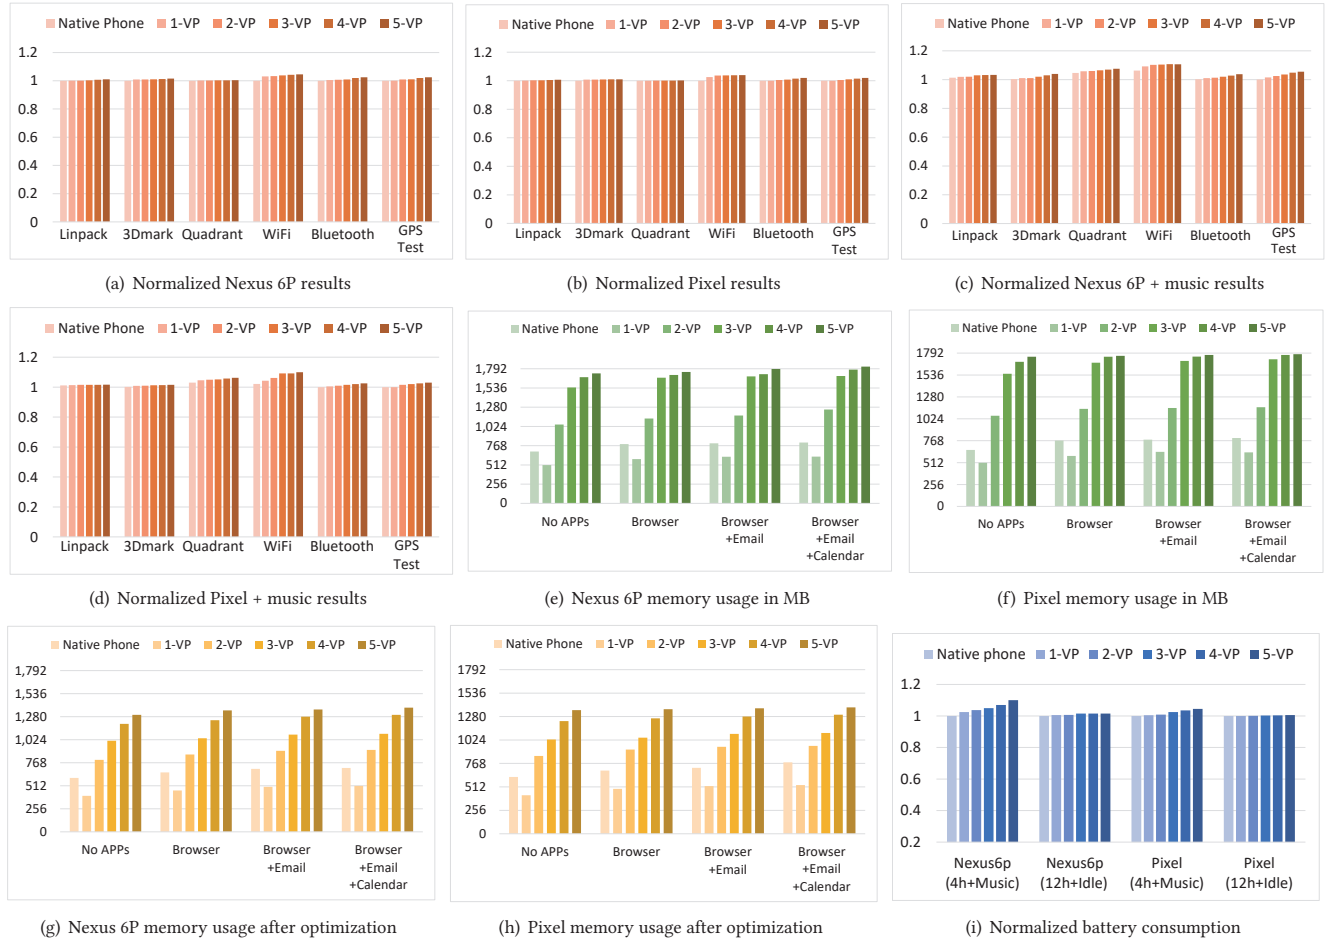 Native Phone 1-VP 2-VP 3-VP 4-VP 5-VP
1.2
1
0.8
0.6
0.4
0.2
0
Linpack 3Dmark Quadrant WiFi Bluetooth GPS Test
(a) Normalized Nexus 6P results
Native Phone 1-VP 2-VP 3-VP 4-VP 5-VP
1.2
1
0.8
0.6
0.4
0.2
0
Linpack 3Dmark Quadrant WiFi Bluetooth GPS Test
(b) Normalized Pixel results
Native Phone 1-VP 2-VP 3-VP 4-VP 5-VP
1.2
1
0.8
0.6
0.4
0.2
0
Linpack 3Dmark Quadrant WiFi Bluetooth GPS Test
(c) Normalized Nexus 6P + music results
Native Phone 1-VP 2-VP 3-VP 4-VP 5-VP
1.2
1
0.8
0.6
0.4
0.2
0
Linpack 3Dmark Quadrant WiFi Bluetooth GPS Test
(d) Normalized Pixel + music results
Native Phone 1-VP 2-VP 3-VP 4-VP 5-VP
1,792
1,536
1,280
1,024
768
512
256
0
No APPs Browser Browser +Email Browser +Email +Calendar
(e) Nexus 6P memory usage in MB
Native Phone 1-VP 2-VP 3-VP 4-VP 5-VP
1792
1536
1280
1024
768
512
256
0
No APPs Browser Browser +Email Browser +Email +Calendar
(f) Pixel memory usage in MB
Native Phone 1-VP 2-VP 3-VP 4-VP 5-VP
1,792
1,536
1,280
1,024
768
512
256
0
No APPs Browser Browser +Email Browser +Email +Calendar
(g) Nexus 6P memory usage after optimization
Native Phone 1-VP 2-VP 3-VP 4-VP 5-VP
1792
1536
1280
1024
768
512
256
0
No APPs Browser Browser +Email Browser +Email +Calendar
(h) Pixel memory usage after optimization
Native phone 1-VP 2-VP 3-VP 4-VP 5-VP
1.2
1
0.8
0.6
0.4
0.2
Nexus6p (4h+Music) Nexus6p (12h+Idle) Pixel (4h+Music) Pixel (12h+Idle)
(i) Normalized battery consumption